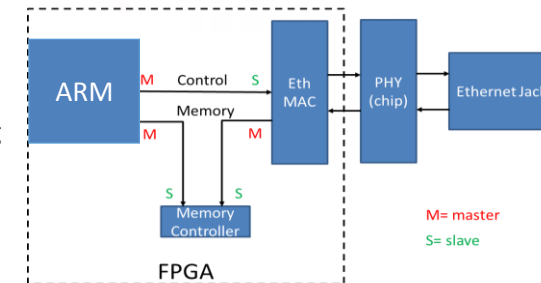 ARM
M Control S
Memory
M M
Eth
MAC
PHY
(chip)
Ethernet Jack
S S
Memory
Controller
FPGA
M= master
S= slave